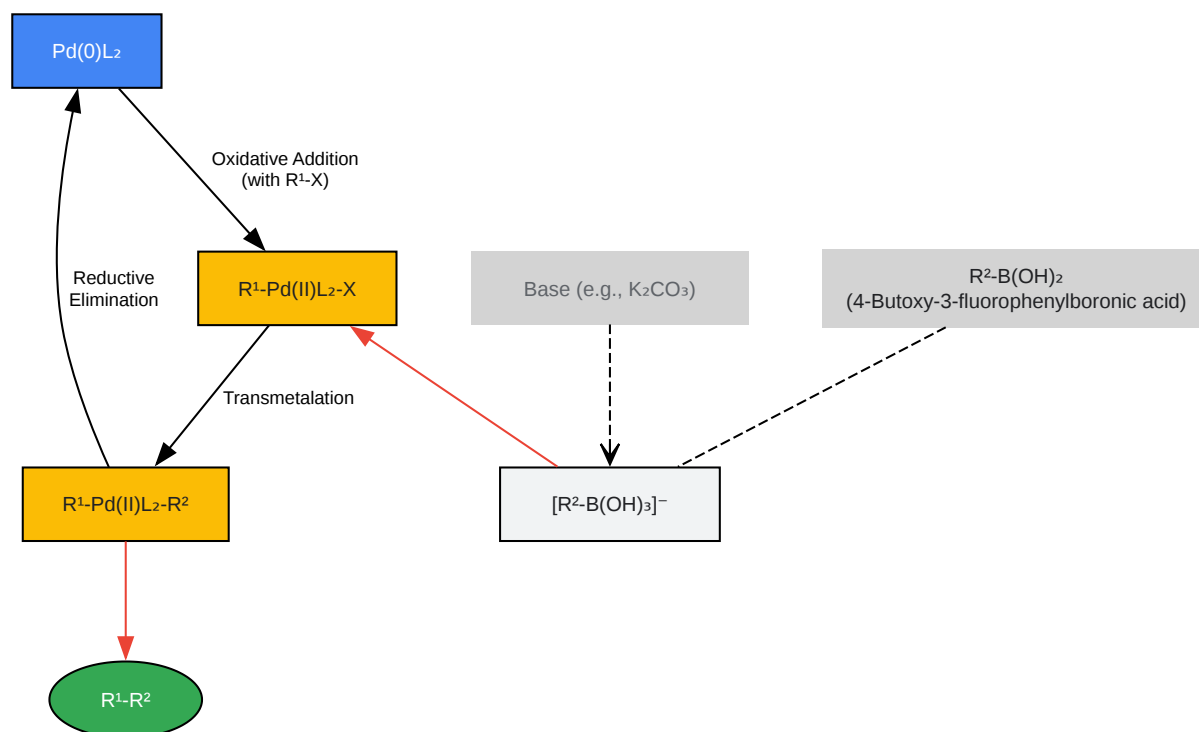 Pd(0)L₂
Oxidative Addition
(with R¹-X)
Reductive
Elimination
R¹-Pd(II)L₂-X
Base (e.g., K₂CO₃)
R²-B(OH)₂
(4-Butoxy-3-fluorophenylboronic acid)
Transmetalation
R¹-Pd(II)L₂-R²
[R²-B(OH)₃]⁻
R¹-R²